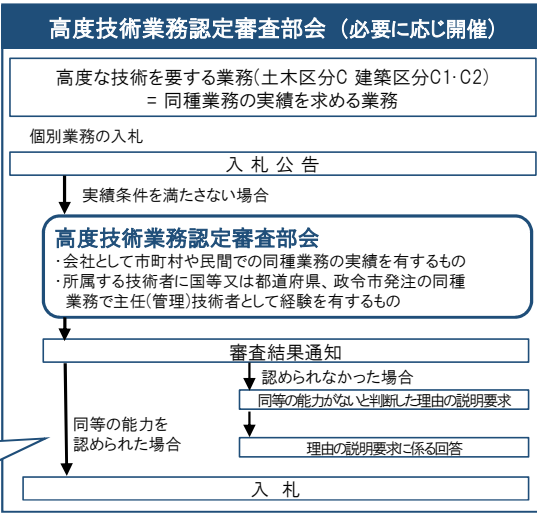 高度技術業務認定審査部会（必要に応じ開催）
高度な技術を要する業務(土木区分C 建築区分C1･C2)
= 同種業務の実績を求める業務
個別業務の入札
入 札 公 告
実績条件を満たさない場合
高度技術業務認定審査部会
･会社として市町村や民間での同種業務の実績を有するもの
･所属する技術者に国等又は都道府県、政令市発注の同種
業務で主任(管理)技術者として経験を有するもの
審査結果通知
認められなかった場合
同等の能力がないと判断した理由の説明要求
同等の能力を
認められた場合
理由の説明要求に係る回答
入 札